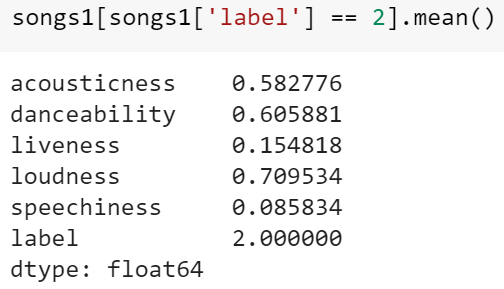 songs1[songs1['label'] == 2].mean()
acousticness 0.582776
danceability 0.605881
liveness 0.154818
loudness 0.709534
speechiness 0.085834
label 2.000000
dtype: float64